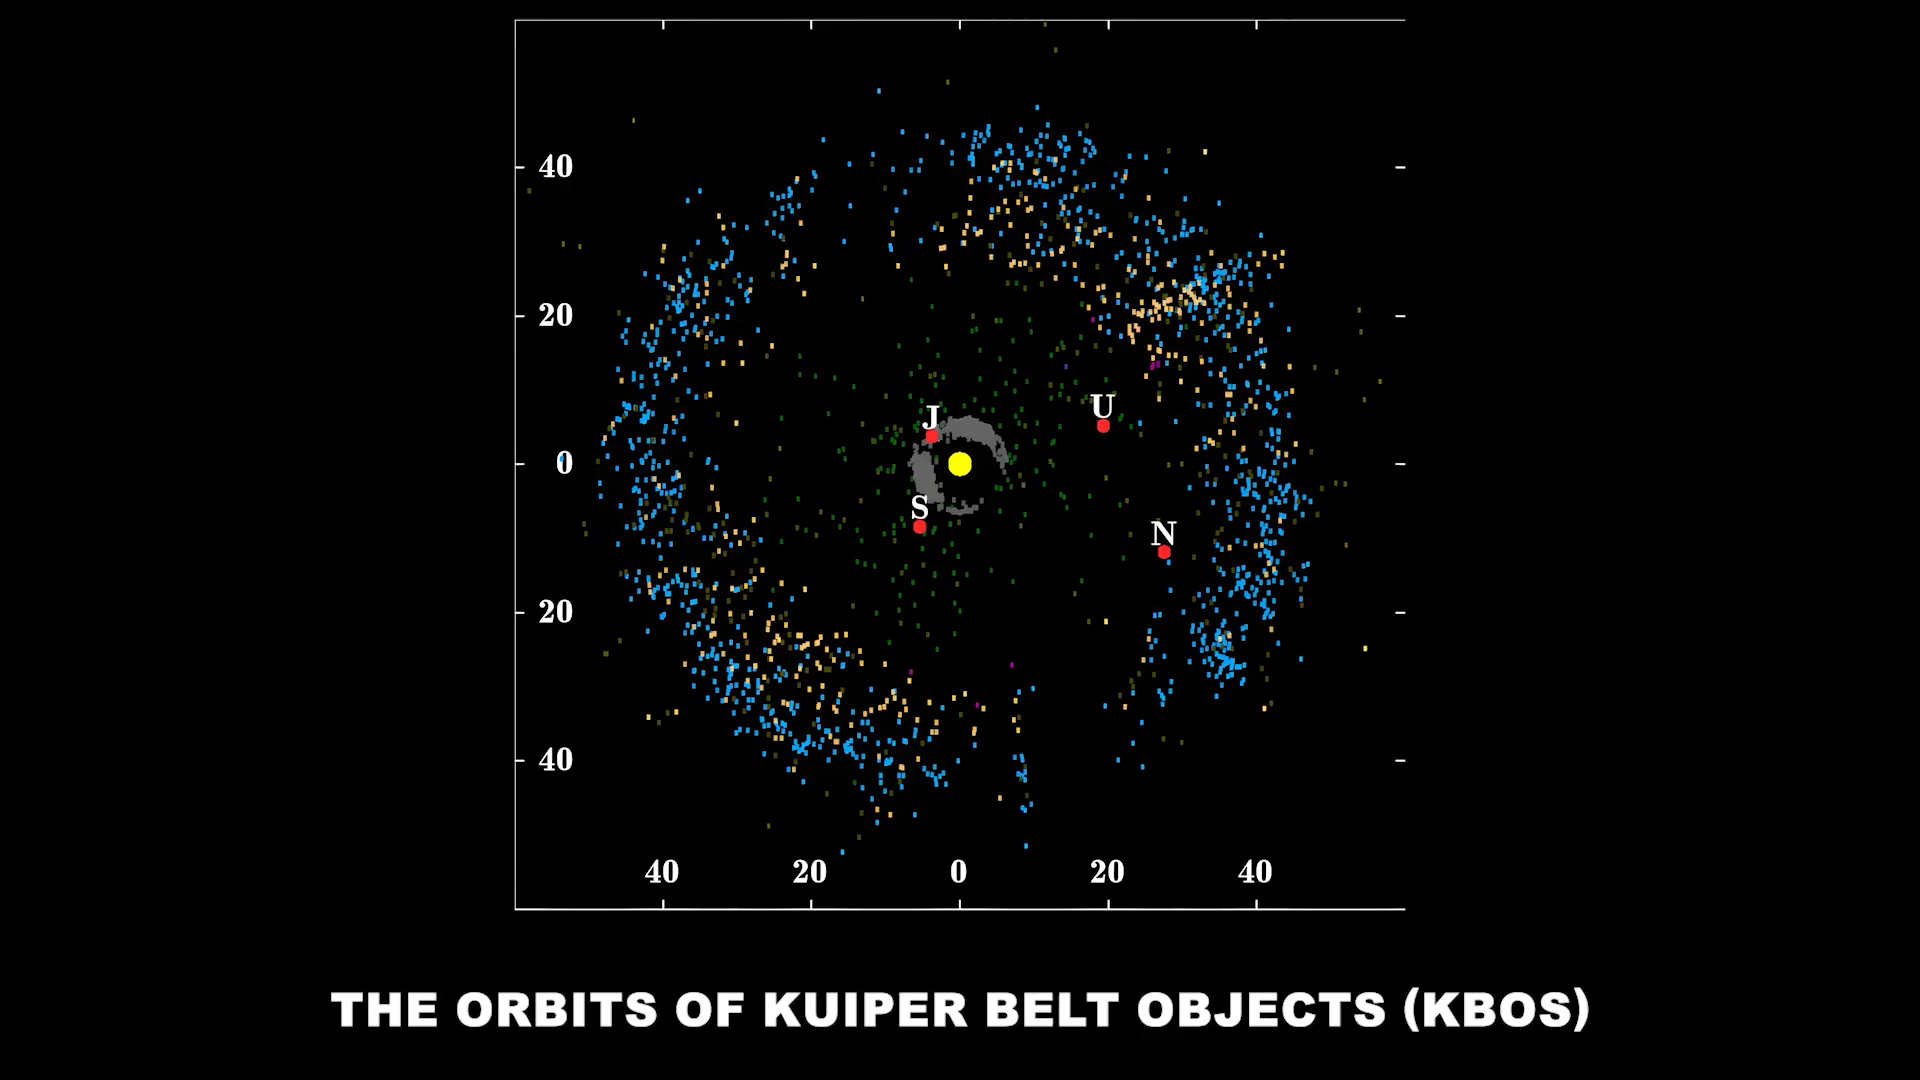 40
20
J
U
0
S
N
20
40
40 20 0 20 40
THE ORBITS OF KUIPER BELT OBJECTS (KBOS)